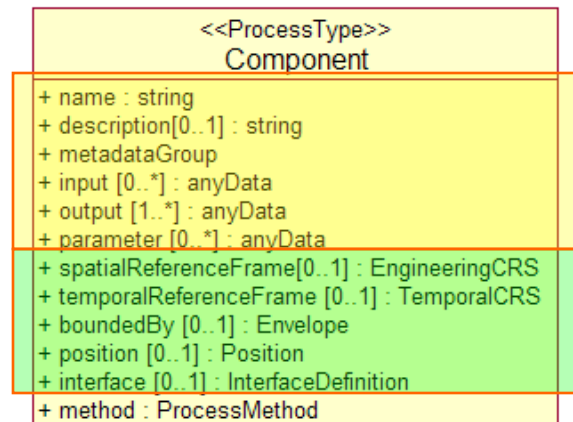 <<ProcessType>>
Component
+ name : string
+ description[0..1] : string
+ metadataGroup
+ input [0..*] : anyData
+ output [1..*] : anyData
+ parameter [0..*] : anyData
+ spatialReferenceFrame[0..1] : EngineeringCRS
+ temporalReferenceFrame [0..1] : TemporalCRS
+ boundedBy [0..1] : Envelope
+ position [0..1] : Position
+ interface [0..1] : InterfaceDefinition
+ method : ProcessMethod